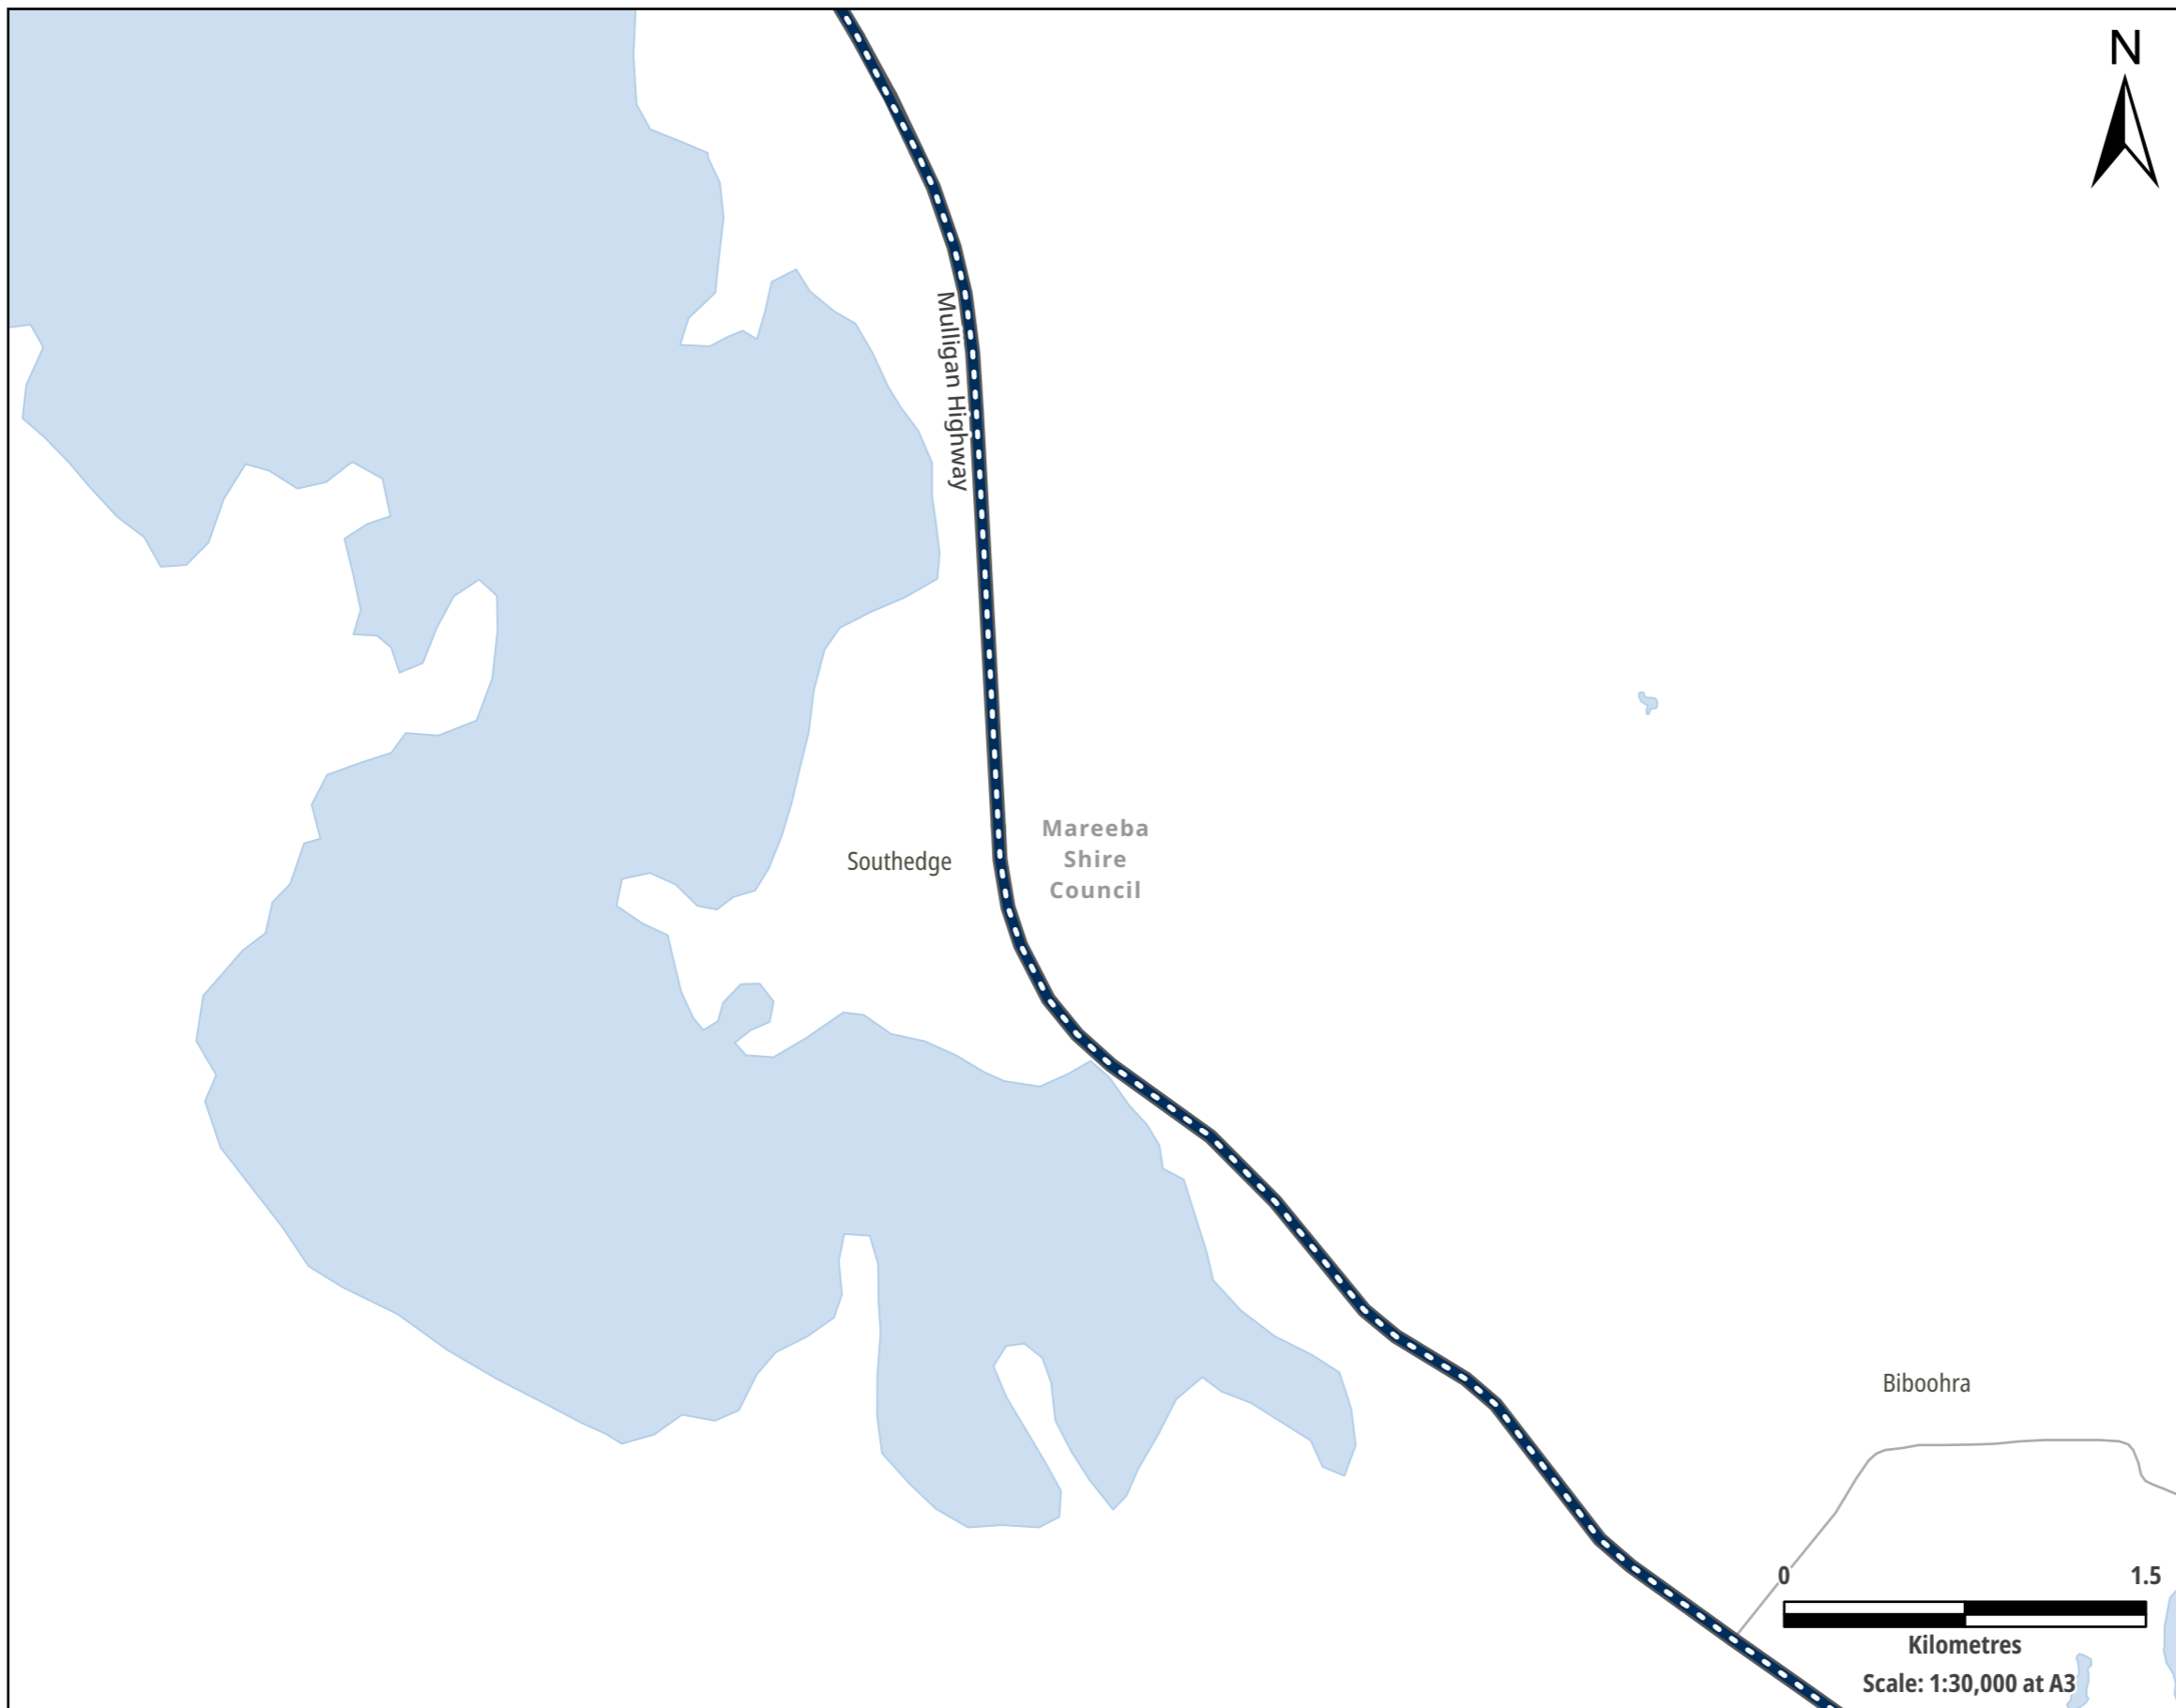 N
Mulligan Highway
Mareeba
Shire
Council
Southedge
Biboohra
0 1.5
Kilometres
Scale: 1:30,000 at A3